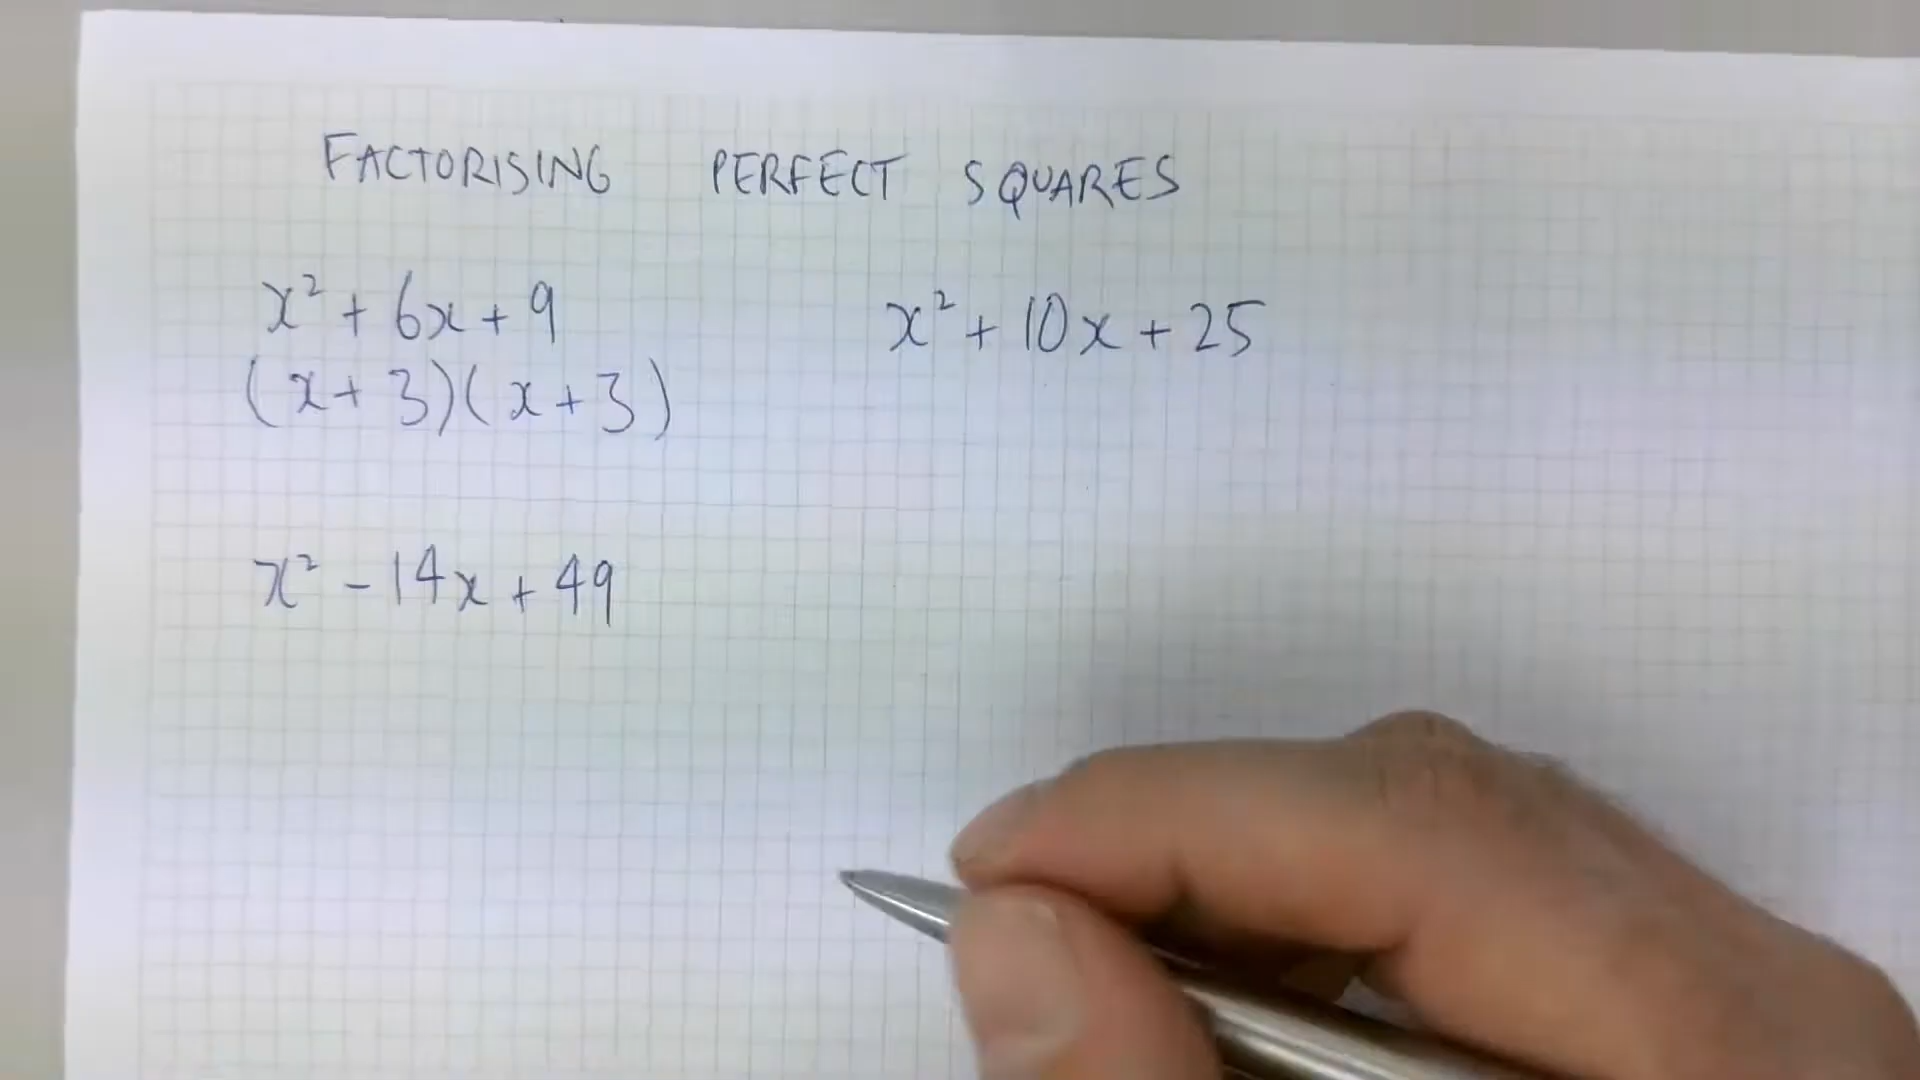 FACTORISING PERFECT SQUARES
x² + 6x + 9
(x + 3)(x + 3)
x² + 10x + 25
x² - 14x + 49